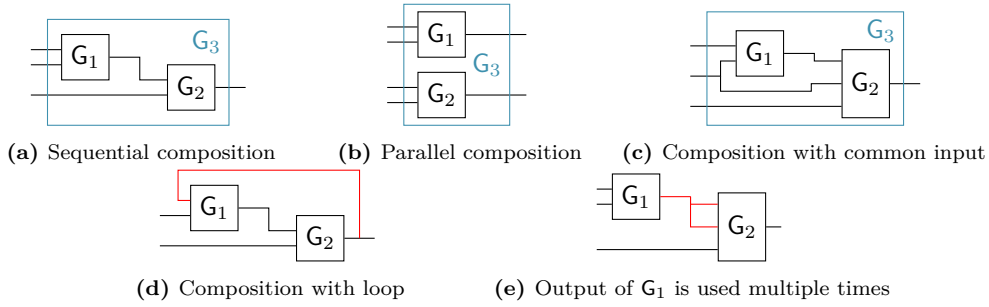 G₁ G₂ G₃
G₁ G₂ G₃
G₁ G₂ G₃
(a) Sequential composition
(b) Parallel composition
(c) Composition with common input
G₁ G₂
G₁ G₂
(d) Composition with loop
(e) Output of G₁ is used multiple times